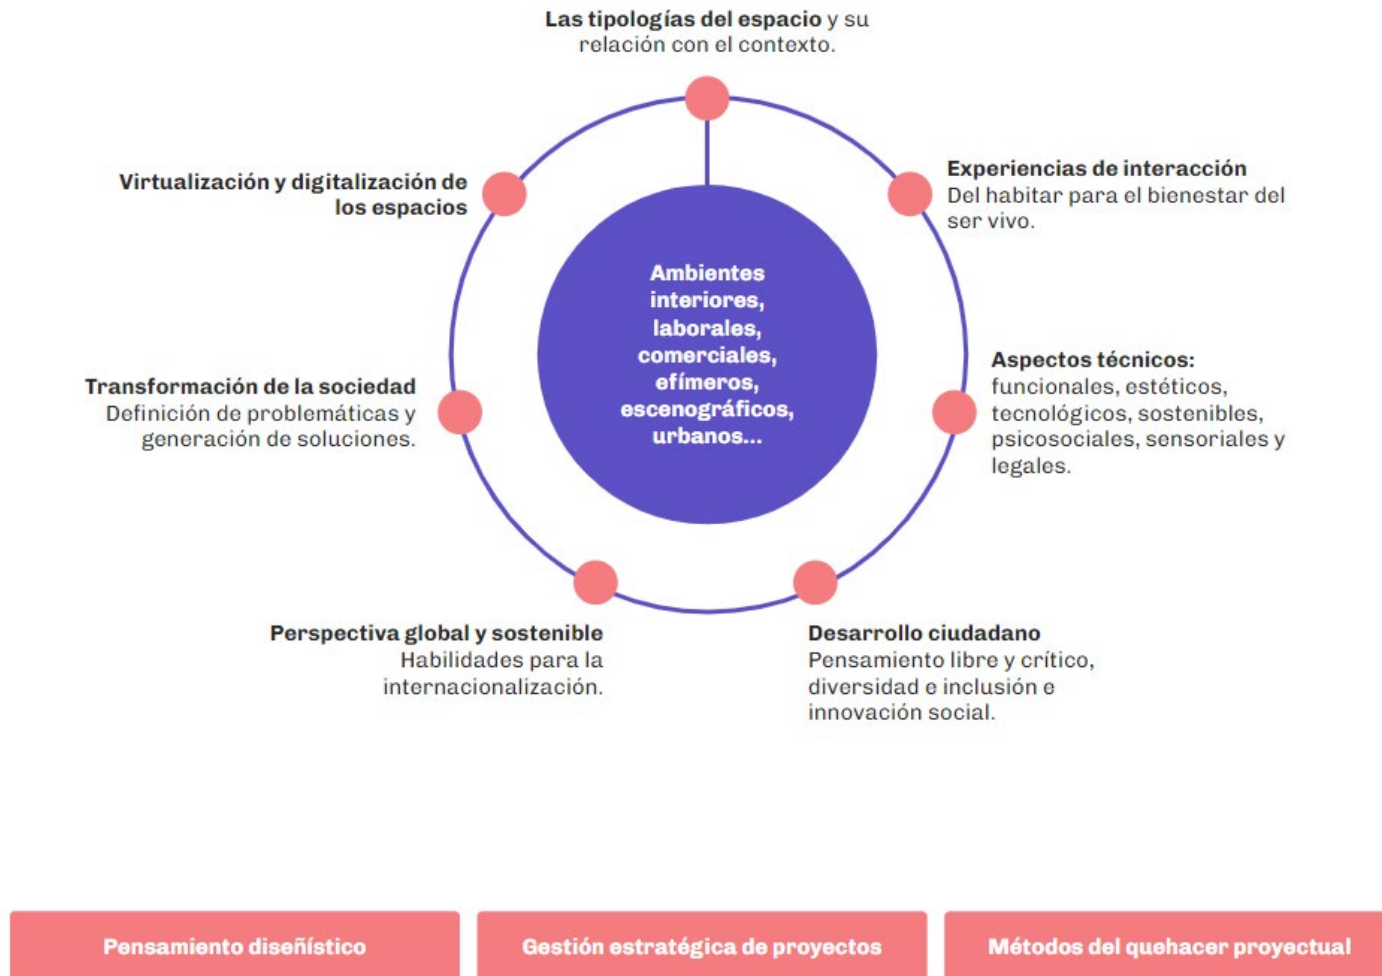 Las tipologías del espacio y su
relación con el contexto.
Experiencias de interacción
Del habitar para el bienestar del
ser vivo.
Virtualización y digitalización de
los espacios
Ambientes
interiores,
laborales,
comerciales,
efímeros,
escenográficos,
urbanos...
Aspectos técnicos:
funcionales, estéticos,
tecnológicos, sostenibles,
psicosociales, sensoriales y
legales.
Transformación de la sociedad
Definición de problemáticas y
generación de soluciones.
Perspectiva global y sostenible
Habilidades para la
internacionalización.
Desarrollo ciudadano
Pensamiento libre y crítico,
diversidad e inclusión e
innovación social.
Pensamiento diseñístico
Gestión estratégica de proyectos
Métodos del quehacer proyectual